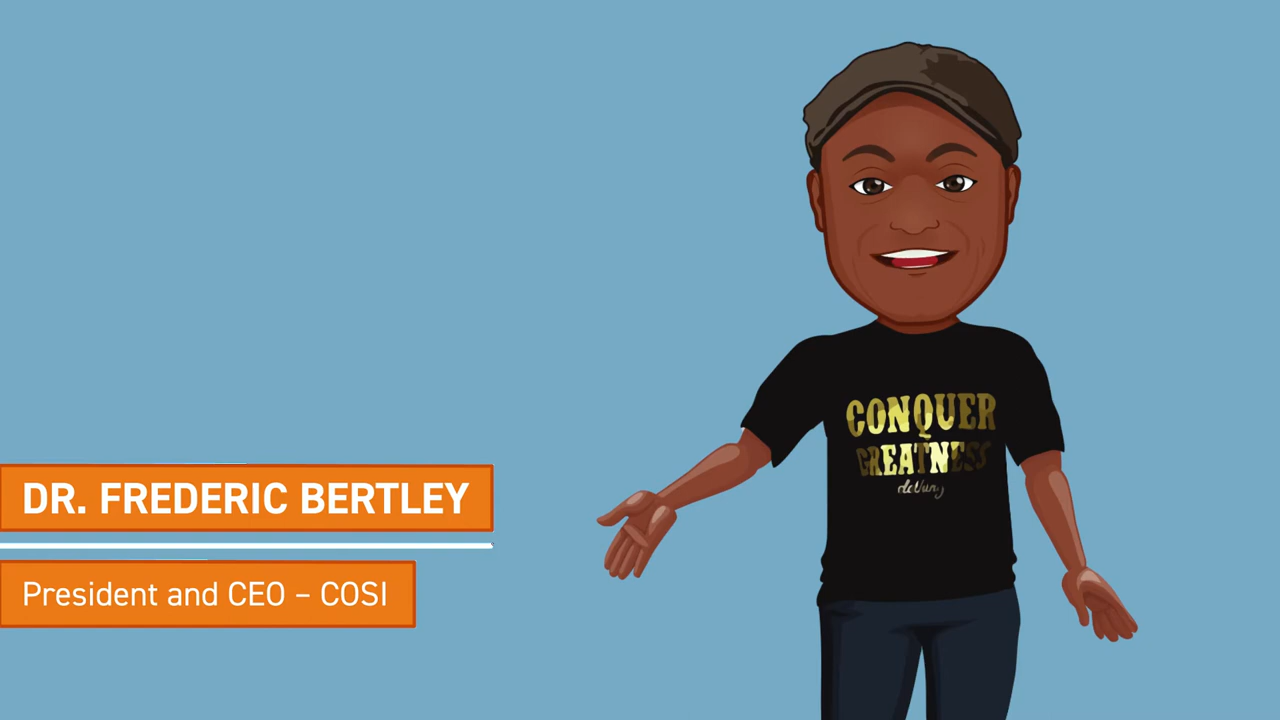 CONQUER
GREATNESS
DR. FREDERIC BERTLEY
President and CEO – COSI